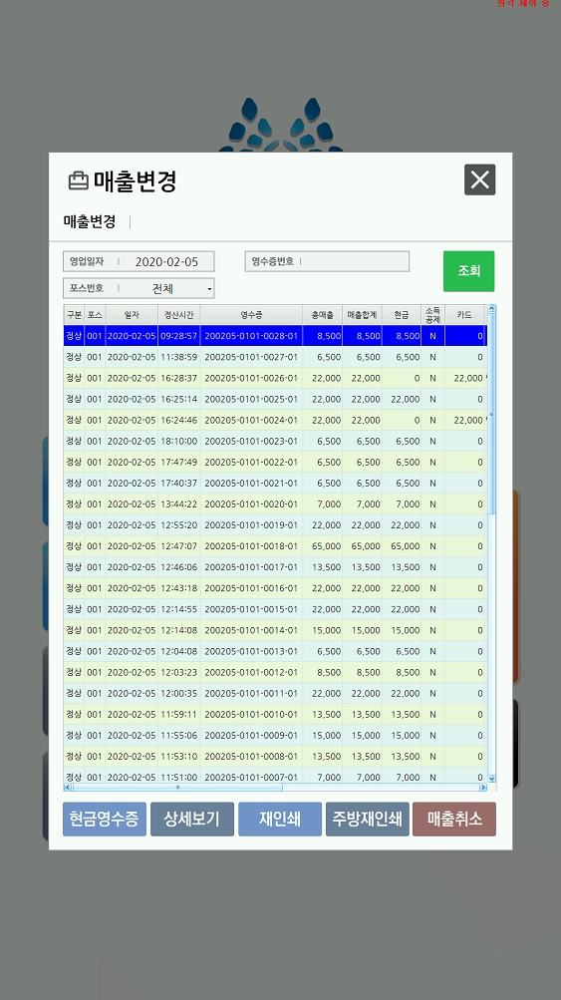 원격 제어 중
매출변경
매출변경
영업일자 2020-02-05 영수증번호 조회
포스번호 전체
구분 포스 일자 정산시간 영수증 총매출 매출합계 현금 소득공제 카드
정상 001 2020-02-05 09:28:57 200205-0101-0028-01 8,500 8,500 8,500 N 0
정상 001 2020-02-05 11:38:59 200205-0101-0027-01 6,500 6,500 6,500 N 0
정상 001 2020-02-05 16:28:37 200205-0101-0026-01 22,000 22,000 0 N 22,000
정상 001 2020-02-05 16:25:14 200205-0101-0025-01 22,000 22,000 22,000 N 0
정상 001 2020-02-05 16:24:46 200205-0101-0024-01 22,000 22,000 0 N 22,000
정상 001 2020-02-05 18:10:00 200205-0101-0023-01 6,500 6,500 6,500 N 0
정상 001 2020-02-05 17:47:49 200205-0101-0022-01 6,500 6,500 6,500 N 0
정상 001 2020-02-05 17:40:37 200205-0101-0021-01 6,500 6,500 6,500 N 0
정상 001 2020-02-05 13:44:22 200205-0101-0020-01 7,000 7,000 7,000 N 0
정상 001 2020-02-05 12:55:20 200205-0101-0019-01 22,000 22,000 22,000 N 0
정상 001 2020-02-05 12:47:07 200205-0101-0018-01 65,000 65,000 65,000 N 0
정상 001 2020-02-05 12:46:06 200205-0101-0017-01 13,500 13,500 13,500 N 0
정상 001 2020-02-05 12:43:18 200205-0101-0016-01 22,000 22,000 22,000 N 0
정상 001 2020-02-05 12:14:55 200205-0101-0015-01 22,000 22,000 22,000 N 0
정상 001 2020-02-05 12:14:08 200205-0101-0014-01 15,000 15,000 15,000 N 0
정상 001 2020-02-05 12:04:08 200205-0101-0013-01 6,500 6,500 6,500 N 0
정상 001 2020-02-05 12:03:23 200205-0101-0012-01 8,500 8,500 8,500 N 0
정상 001 2020-02-05 12:00:35 200205-0101-0011-01 22,000 22,000 22,000 N 0
정상 001 2020-02-05 11:59:11 200205-0101-0010-01 13,500 13,500 13,500 N 0
정상 001 2020-02-05 11:55:06 200205-0101-0009-01 15,000 15,000 15,000 N 0
정상 001 2020-02-05 11:53:10 200205-0101-0008-01 13,500 13,500 13,500 N 0
정상 001 2020-02-05 11:51:00 200205-0101-0007-01 7,000 7,000 7,000 N 0
현금영수증 상세보기 재인쇄 주방재인쇄 매출취소